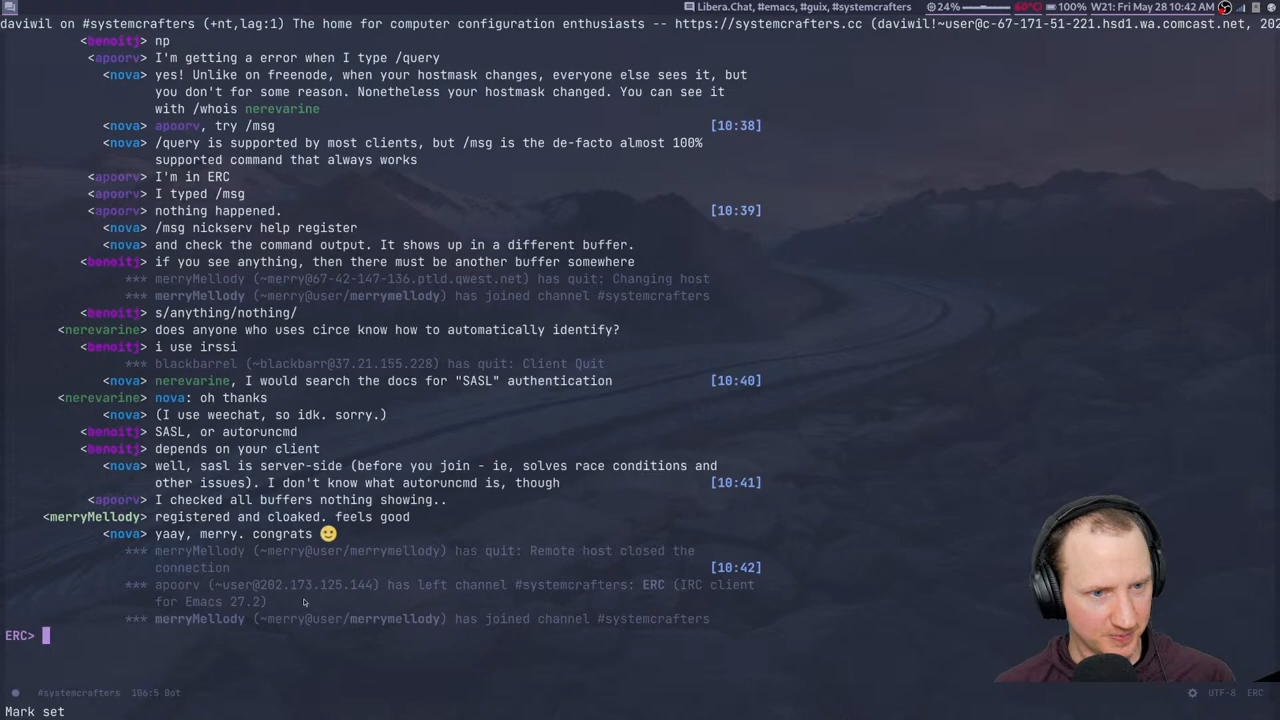 Libera.Chat, #emacs, #guix, #systemcrafters 24% 60°C 100% W21: Fri May 28 10:42 AM
daviwil on #systemcrafters (+nt,lag:1) The home for computer configuration enthusiasts -- https://systemcrafters.cc (daviwil!~user@c-67-171-51-221.hsd1.wa.comcast.net, 202
<benoitj> np
<apoorv> I'm getting a error when I type /query
<nova> yes! Unlike on freenode, when your hostmask changes, everyone else sees it, but
you don't for some reason. Nonetheless your hostmask changed. You can see it
with /whois nerevarine
<nova> apoorv, try /msg [10:38]
<nova> /query is supported by most clients, but /msg is the de-facto almost 100%
supported command that always works
<apoorv> I'm in ERC
<apoorv> I typed /msg
<apoorv> nothing happened. [10:39]
<nova> /msg nickserv help register
<nova> and check the command output. It shows up in a different buffer.
<benoitj> if you see anything, then there must be another buffer somewhere
*** merryMellody (~merry@67-42-147-136.ptld.qwest.net) has quit: Changing host
*** merryMellody (~merry@user/merrymellody) has joined channel #systemcrafters
<benoitj> s/anything/nothing/
<nerevarine> does anyone who uses circe know how to automatically identify?
<benoitj> i use irssi
*** blackbarrel (~blackbarr@37.21.155.228) has quit: Client Quit
<nova> nerevarine, I would search the docs for "SASL" authentication [10:40]
<nerevarine> nova: oh thanks
<nova> (I use weechat, so idk. sorry.)
<benoitj> SASL, or autoruncmd
<benoitj> depends on your client
<nova> well, sasl is server-side (before you join - ie, solves race conditions and
other issues). I don't know what autoruncmd is, though [10:41]
<apoorv> I checked all buffers nothing showing..
<merryMellody> registered and cloaked. feels good
<nova> yaay, merry. congrats 🙂
*** merryMellody (~merry@user/merrymellody) has quit: Remote host closed the
connection [10:42]
*** apoorv (~user@202.173.125.144) has left channel #systemcrafters: ERC (IRC client
for Emacs 27.2)
*** merryMellody (~merry@user/merrymellody) has joined channel #systemcrafters
ERC>
#systemcrafters 106:5 Bot UTF-8 ERC
Mark set